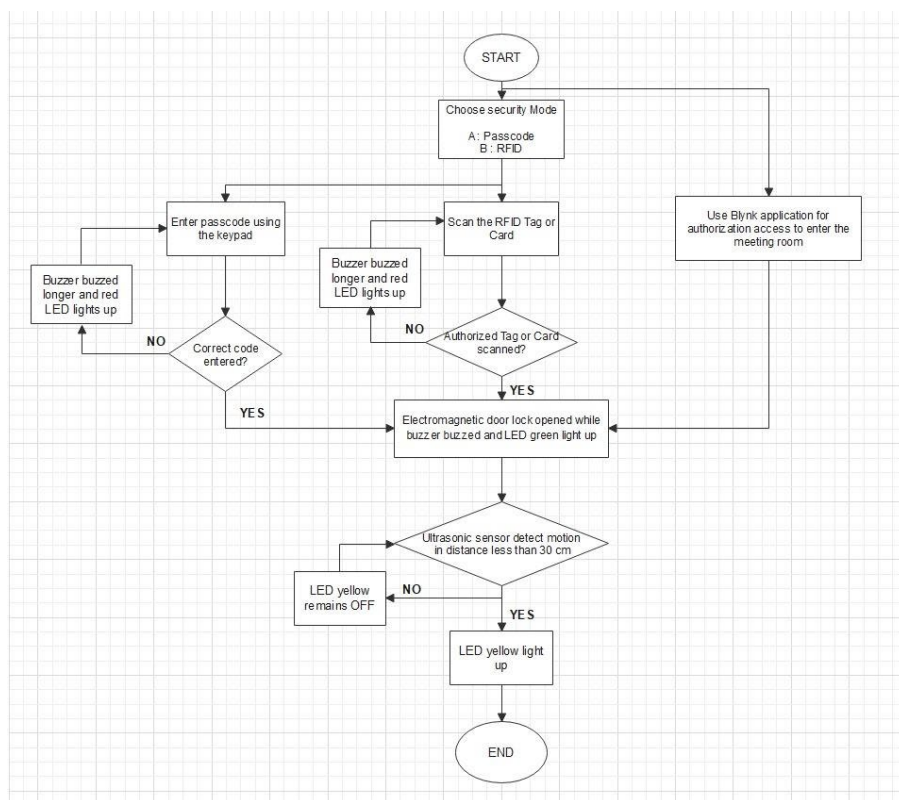 START
Choose security Mode
A : Passcode
B : RFID
Enter passcode using
the keypad
Scan the RFID Tag or
Card
Use Blynk application for
authorization access to enter the
meeting room
Buzzer buzzed
longer and red
LED lights up
Buzzer buzzed
longer and red
LED lights up
NO
Correct code
entered?
NO
Authorized Tag or Card
scanned?
YES
YES
Electromagnetic door lock opened while
buzzer buzzed and LED green light up
Ultrasonic sensor detect motion
in distance less than 30 cm
LED yellow
remains OFF
NO
YES
LED yellow light
up
END